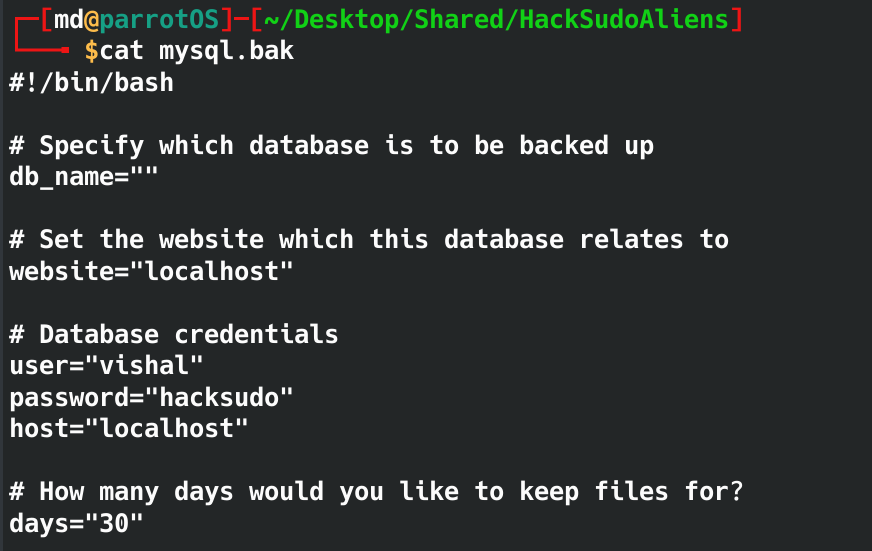 ┌─[md@parrotOS]─[~/Desktop/Shared/HackSudoAliens]
└──╼ $cat mysql.bak
#!/bin/bash

# Specify which database is to be backed up
db_name=""

# Set the website which this database relates to
website="localhost"

# Database credentials
user="vishal"
password="hacksudo"
host="localhost"

# How many days would you like to keep files for?
days="30"